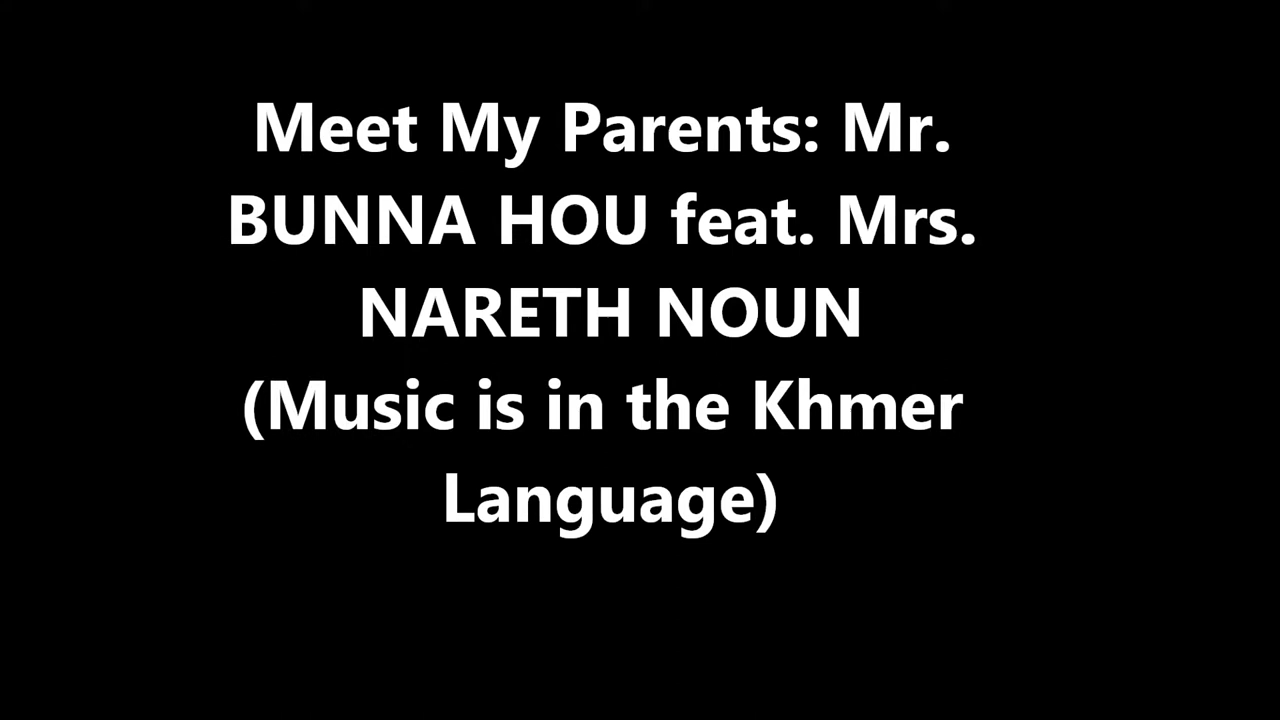 Meet My Parents: Mr.
BUNNA HOU feat. Mrs.
NARETH NOUN
(Music is in the Khmer
Language)